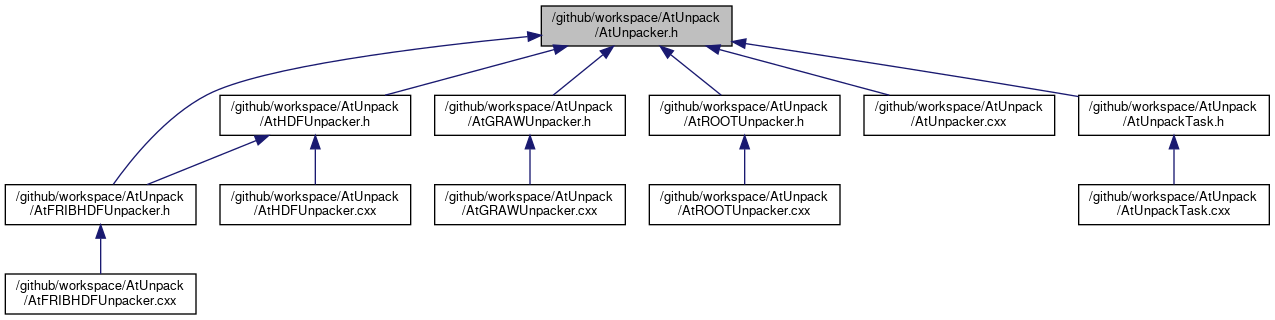 /github/workspace/AtUnpack
/AtUnpacker.h
/github/workspace/AtUnpack
/AtHDFUnpacker.h
/github/workspace/AtUnpack
/AtGRAWUnpacker.h
/github/workspace/AtUnpack
/AtROOTUnpacker.h
/github/workspace/AtUnpack
/AtUnpacker.cxx
/github/workspace/AtUnpack
/AtUnpackTask.h
/github/workspace/AtUnpack
/AtFRIBHDFUnpacker.h
/github/workspace/AtUnpack
/AtHDFUnpacker.cxx
/github/workspace/AtUnpack
/AtGRAWUnpacker.cxx
/github/workspace/AtUnpack
/AtROOTUnpacker.cxx
/github/workspace/AtUnpack
/AtUnpackTask.cxx
/github/workspace/AtUnpack
/AtFRIBHDFUnpacker.cxx